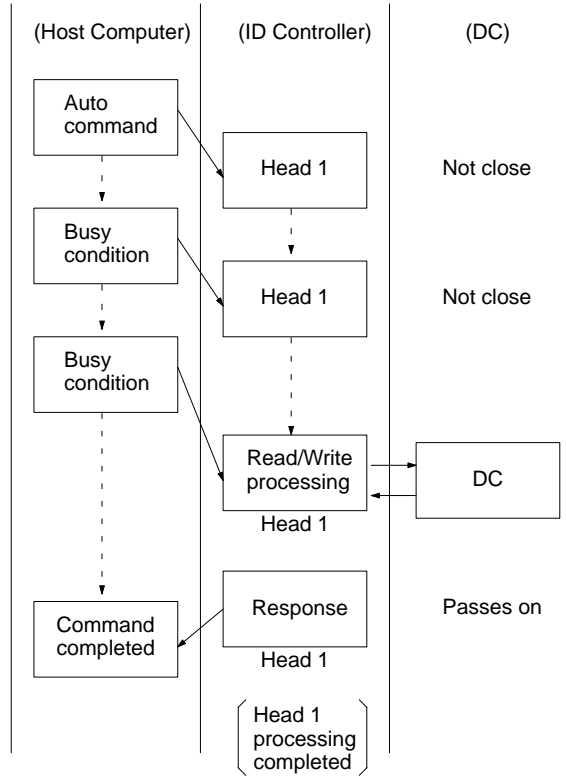 (Host Computer) (ID Controller) (DC)
Auto
command
Head 1
Not close
Busy
condition
Head 1
Not close
Busy
condition
Read/Write
processing
DC
Head 1
Command
completed
Response
Passes on
Head 1
Head 1
processing
completed